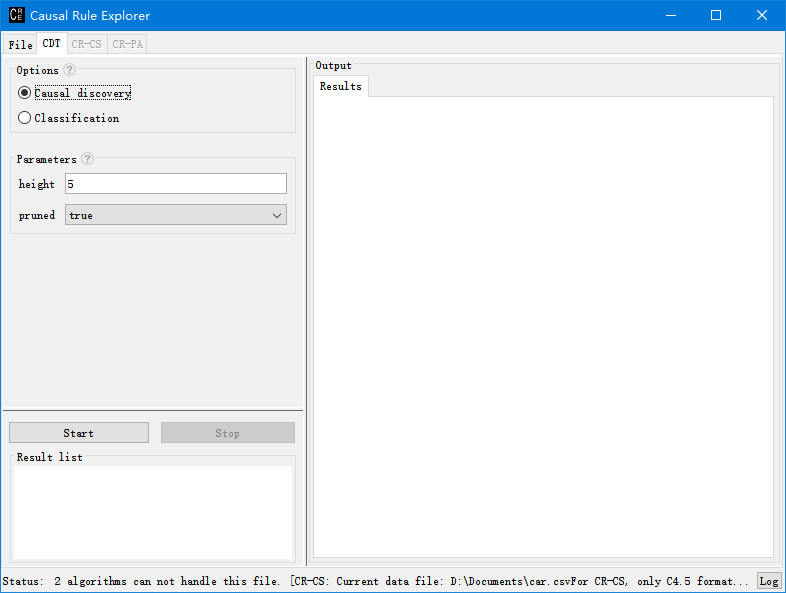 CRE Causal Rule Explorer
File CDT CR-CS CR-PA
Options ?
Causal discovery
Classification
Parameters ?
height 5
pruned true
Start Stop
Result list
Output
Results
Status: 2 algorithms can not handle this file. [CR-CS: Current data file: D:\Documents\car.csvFor CR-CS, only C4.5 format... Log